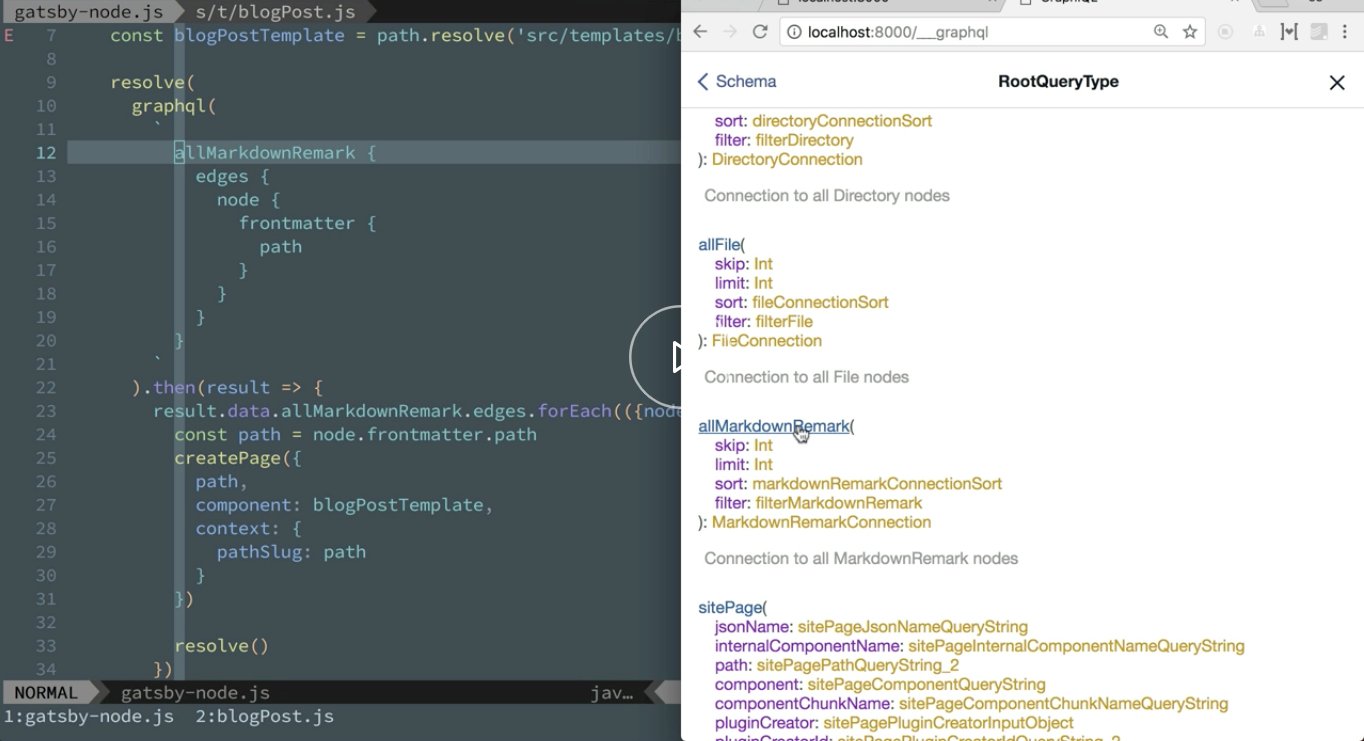 gatsby-node.js s/t/blogPost.js
E 7 const blogPostTemplate = path.resolve('src/templates/
8
9 resolve(
10 graphql(
11 `
12 allMarkdownRemark {
13 edges {
14 node {
15 frontmatter {
16 path
17 }
18 }
19 }
20 }
21 `
22 ).then(result => {
23 result.data.allMarkdownRemark.edges.forEach(({node
24 const path = node.frontmatter.path
25 createPage({
26 path,
27 component: blogPostTemplate,
28 context: {
29 pathSlug: path
30 }
31 })
32
33 resolve()
34 })
NORMAL gatsby-node.js jav…
1:gatsby-node.js 2:blogPost.js
localhost:8000/___graphql
Schema RootQueryType
sort: directoryConnectionSort
filter: filterDirectory
): DirectoryConnection
Connection to all Directory nodes
allFile(
skip: Int
limit: Int
sort: fileConnectionSort
filter: filterFile
): FileConnection
Connection to all File nodes
allMarkdownRemark(
skip: Int
limit: Int
sort: markdownRemarkConnectionSort
filter: filterMarkdownRemark
): MarkdownRemarkConnection
Connection to all MarkdownRemark nodes
sitePage(
jsonName: sitePageJsonNameQueryString
internalComponentName: sitePageInternalComponentNameQueryString
path: sitePagePathQueryString_2
component: sitePageComponentQueryString
componentChunkName: sitePageComponentChunkNameQueryString
pluginCreator: sitePagePluginCreatorInputObject
pluginCreatorId: sitePagePluginCreatorIdQueryString_2